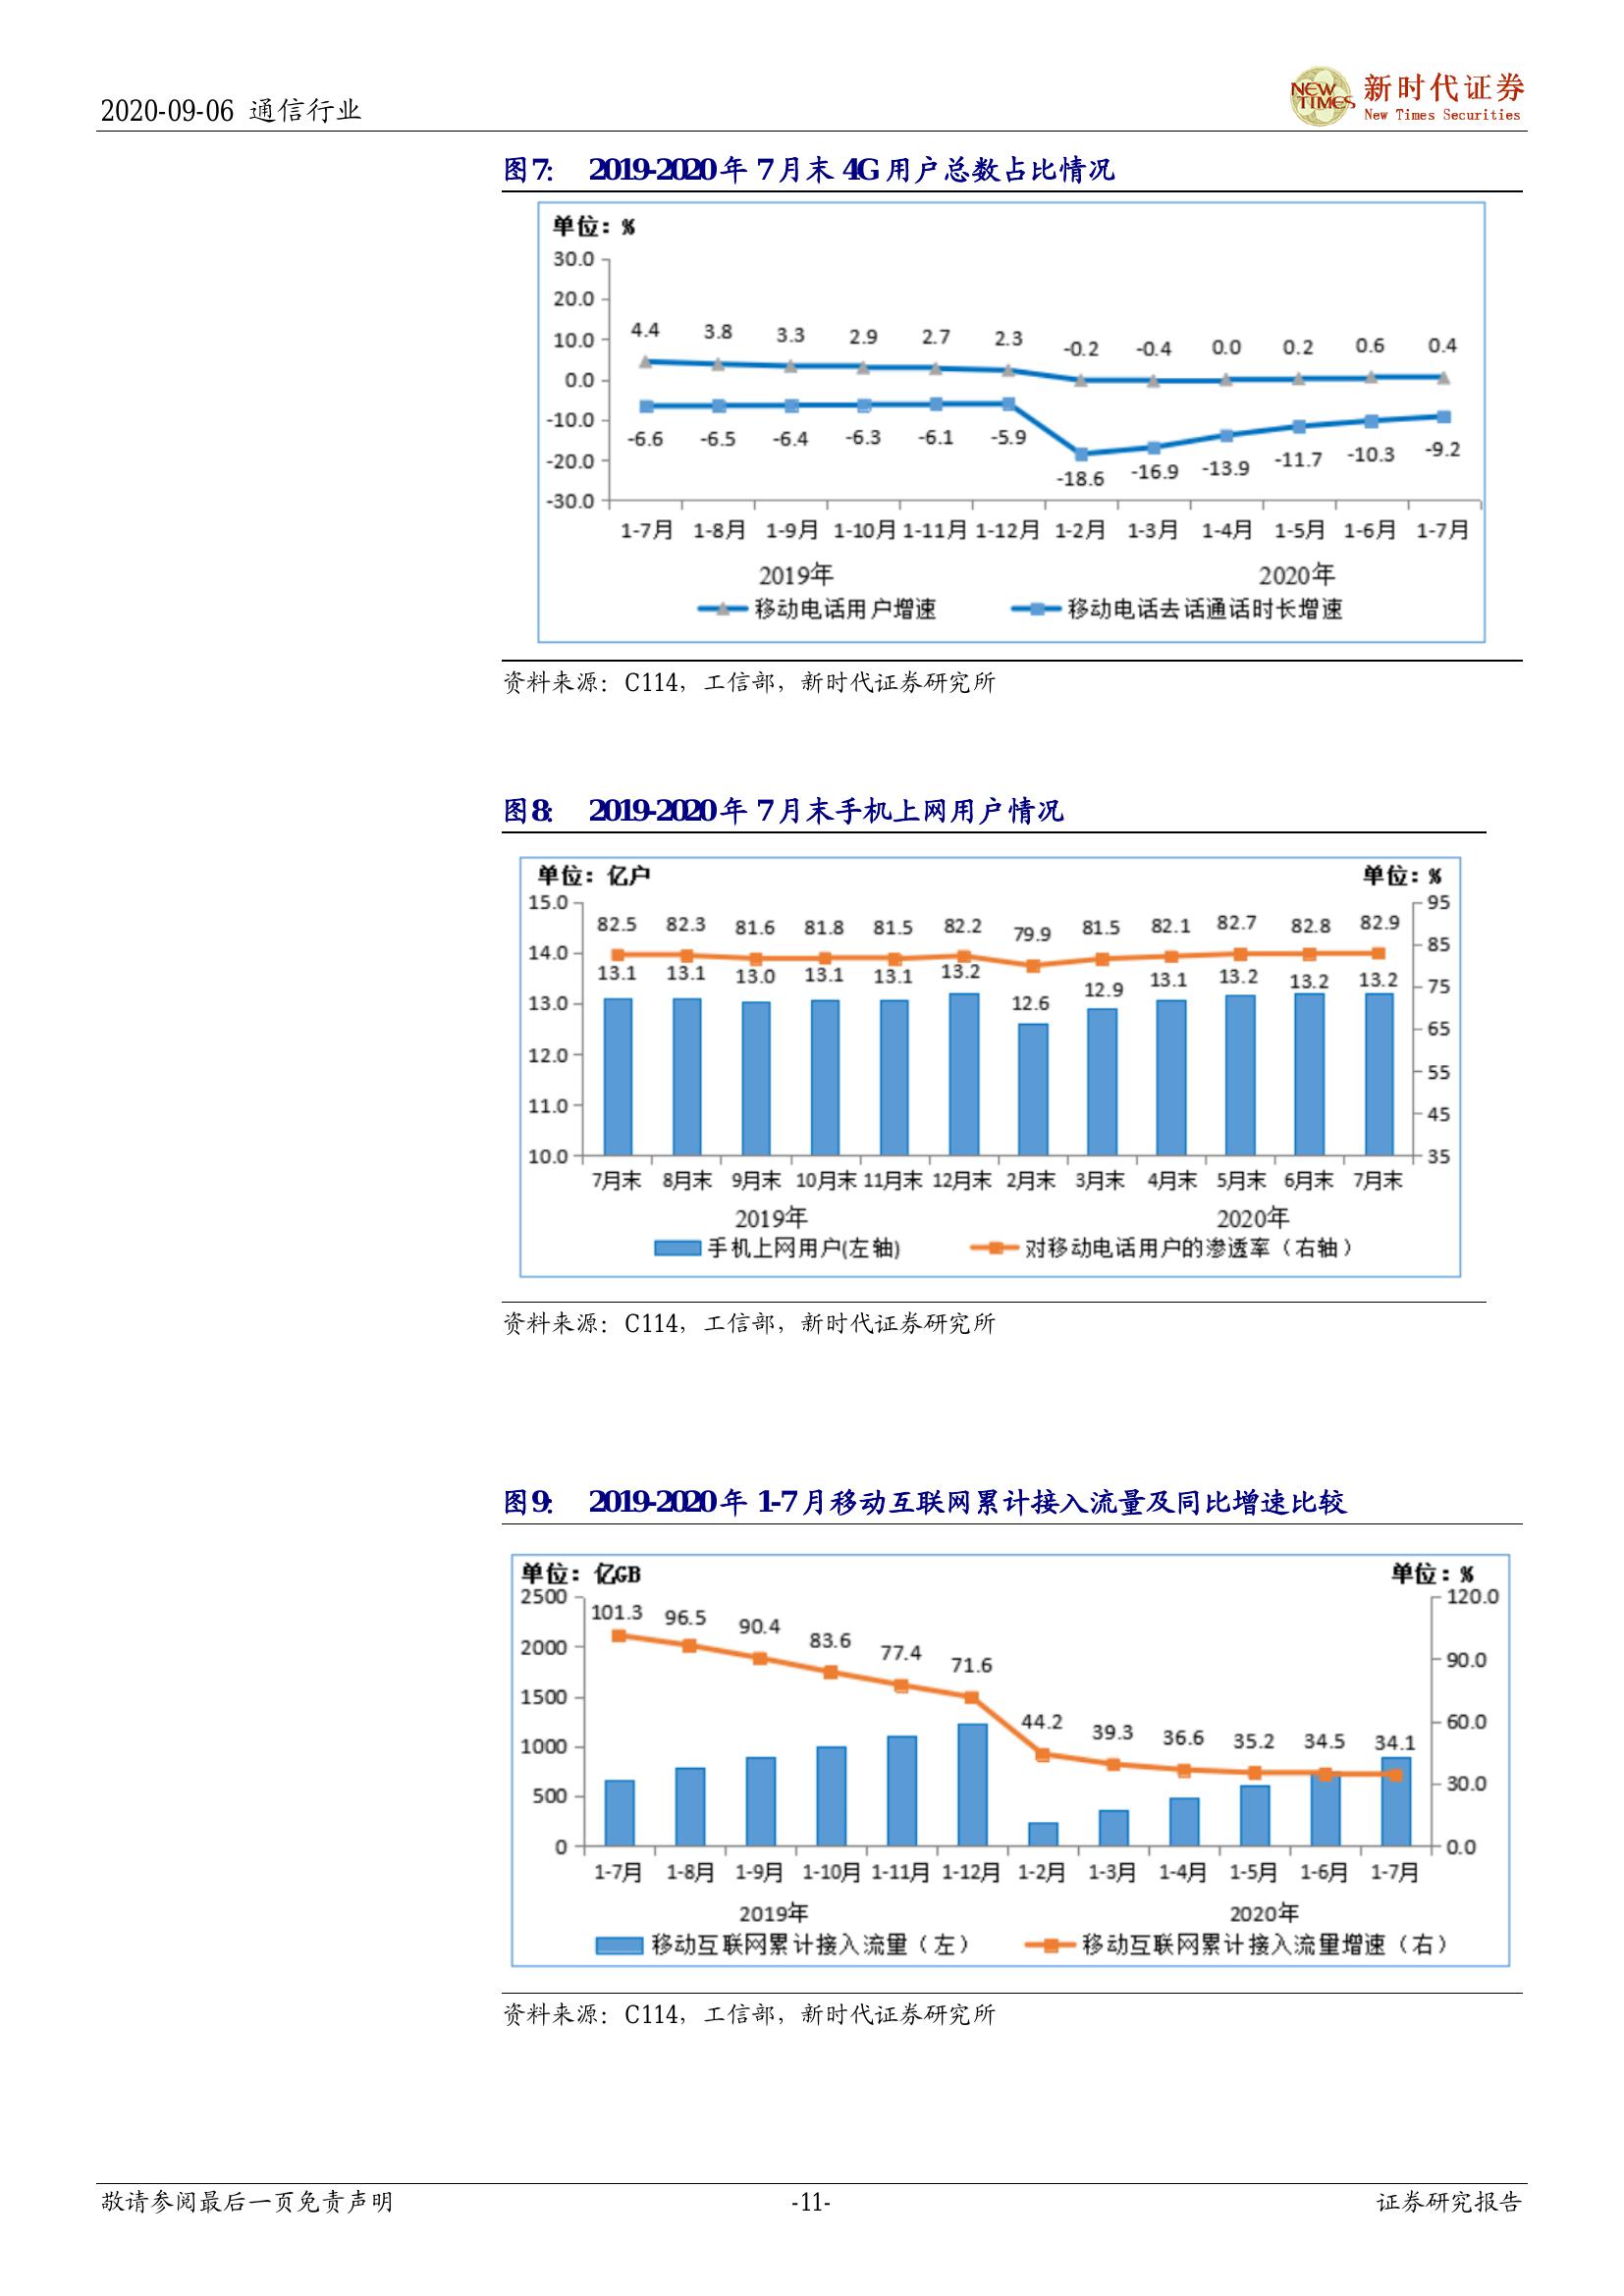 2020-09-06 通信行业
NEW TIMES
新时代证券
New Times Securities
图7: 2019-2020年 7月末 4G用户总数占比情况
单位：%
30.0
20.0
10.0
0.0
-10.0
-20.0
-30.0
4.4 3.8 3.3 2.9 2.7 2.3 -0.2 -0.4 0.0 0.2 0.6 0.4
-6.6 -6.5 -6.4 -6.3 -6.1 -5.9 -18.6 -16.9 -13.9 -11.7 -10.3 -9.2
1-7月 1-8月 1-9月 1-10月 1-11月 1-12月 1-2月 1-3月 1-4月 1-5月 1-6月 1-7月
2019年 2020年
移动电话用户增速 移动电话去话通话时长增速
资料来源：C114，工信部，新时代证券研究所
图8: 2019-2020年 7月末手机上网用户情况
单位：亿户 单位：%
15.0
14.0
13.0
12.0
11.0
10.0
82.5 82.3 81.6 81.8 81.5 82.2 79.9 81.5 82.1 82.7 82.8 82.9
13.1 13.1 13.0 13.1 13.1 13.2 12.6 12.9 13.1 13.2 13.2 13.2
95
85
75
65
55
45
35
7月末 8月末 9月末 10月末 11月末 12月末 2月末 3月末 4月末 5月末 6月末 7月末
2019年 2020年
手机上网用户(左轴) 对移动电话用户的渗透率（右轴）
资料来源：C114，工信部，新时代证券研究所
图9: 2019-2020年 1-7月移动互联网累计接入流量及同比增速比较
单位：亿GB 单位：%
2500
2000
1500
1000
500
0
101.3 96.5 90.4 83.6 77.4 71.6 44.2 39.3 36.6 35.2 34.5 34.1
120.0
90.0
60.0
30.0
0.0
1-7月 1-8月 1-9月 1-10月 1-11月 1-12月 1-2月 1-3月 1-4月 1-5月 1-6月 1-7月
2019年 2020年
移动互联网累计接入流量（左） 移动互联网累计接入流量增速（右）
资料来源：C114，工信部，新时代证券研究所
敬请参阅最后一页免责声明 -11- 证券研究报告